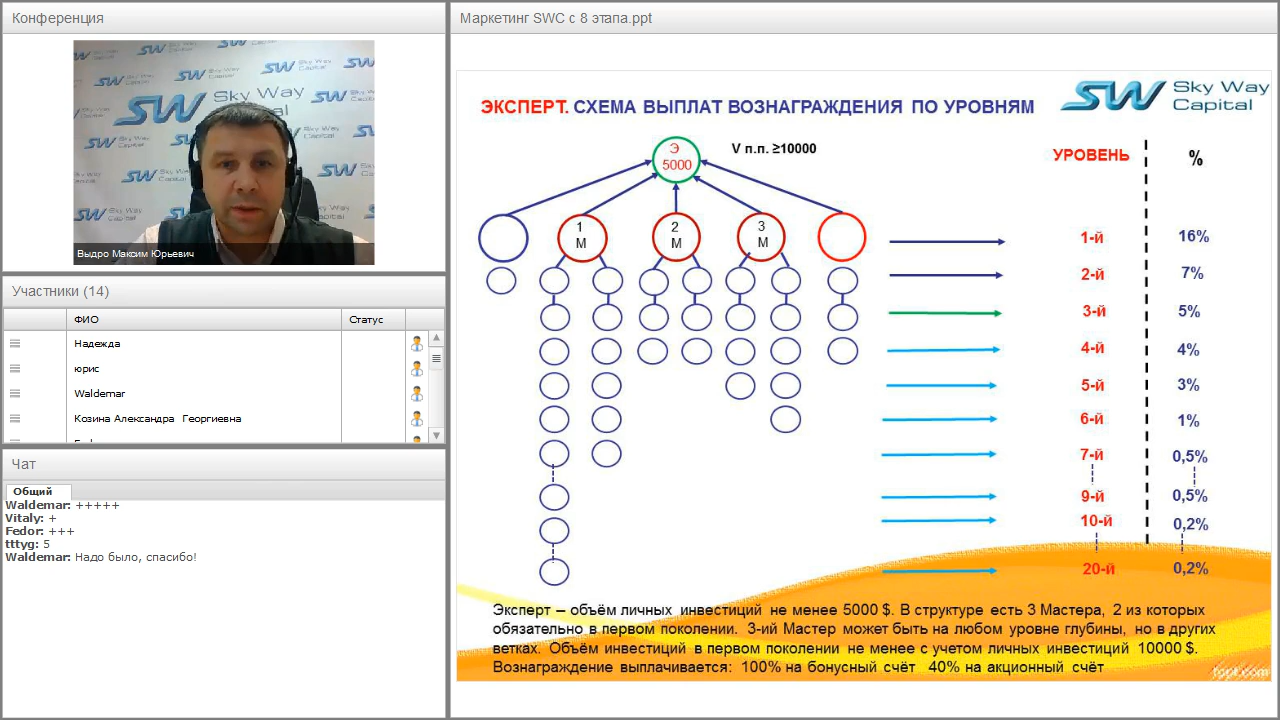 Конференция
Sky Way
Capital
Выдро Максим Юрьевич
Участники (14)
ФИО
Статус
Надежда
юрис
Waldemar
Козина Александра Георгиевна
Чат
Общий
Waldemar: +++++
Vitaly: +
Fedor: +++
tttyg: 5
Waldemar: Надо было, спасибо!
Маркетинг SWC с 8 этапа.ppt
ЭКСПЕРТ. СХЕМА ВЫПЛАТ ВОЗНАГРАЖДЕНИЯ ПО УРОВНЯМ
SW Sky Way
Capital
Э
5000
V п.п. ≥10000
УРОВЕНЬ %
1
М
2
М
3
М
1-й 16%
2-й 7%
3-й 5%
4-й 4%
5-й 3%
6-й 1%
7-й 0,5%
9-й 0,5%
10-й 0,2%
20-й 0,2%
Эксперт – объём личных инвестиций не менее 5000 $. В структуре есть 3 Мастера, 2 из которых
обязательно в первом поколении. 3-ий Мастер может быть на любом уровне глубины, но в других
ветках. Объём инвестиций в первом поколении не менее с учетом личных инвестиций 10000 $.
Вознаграждение выплачивается: 100% на бонусный счёт 40% на акционный счёт
fppt.com